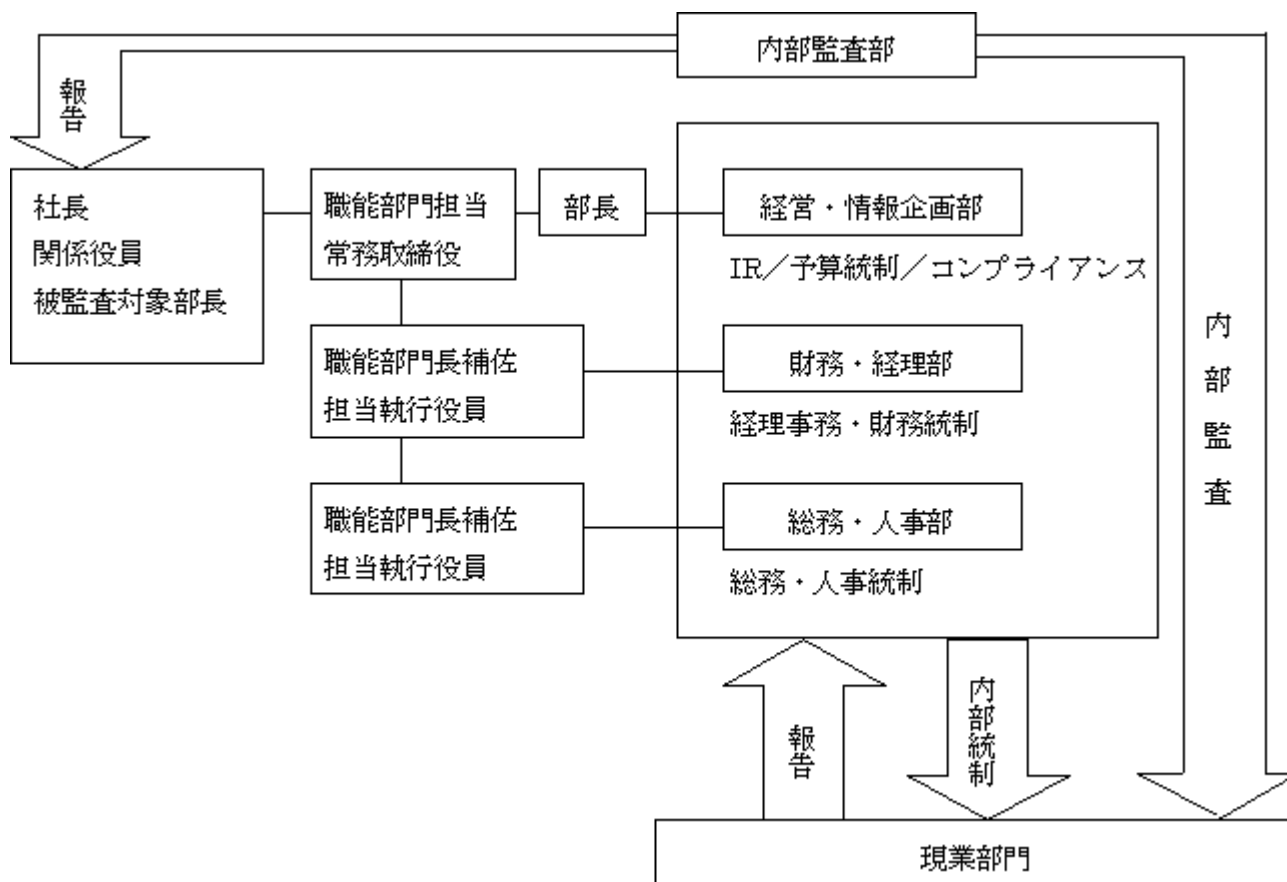 内部監査部
報告
社長
関係役員
被監査対象部長
職能部門担当
常務取締役
部長
経営・情報企画部
IR／予算統制／コンプライアンス
職能部門長補佐
担当執行役員
財務・経理部
経理事務・財務統制
職能部門長補佐
担当執行役員
総務・人事部
総務・人事統制
内部監査
報告
内部統制
現業部門